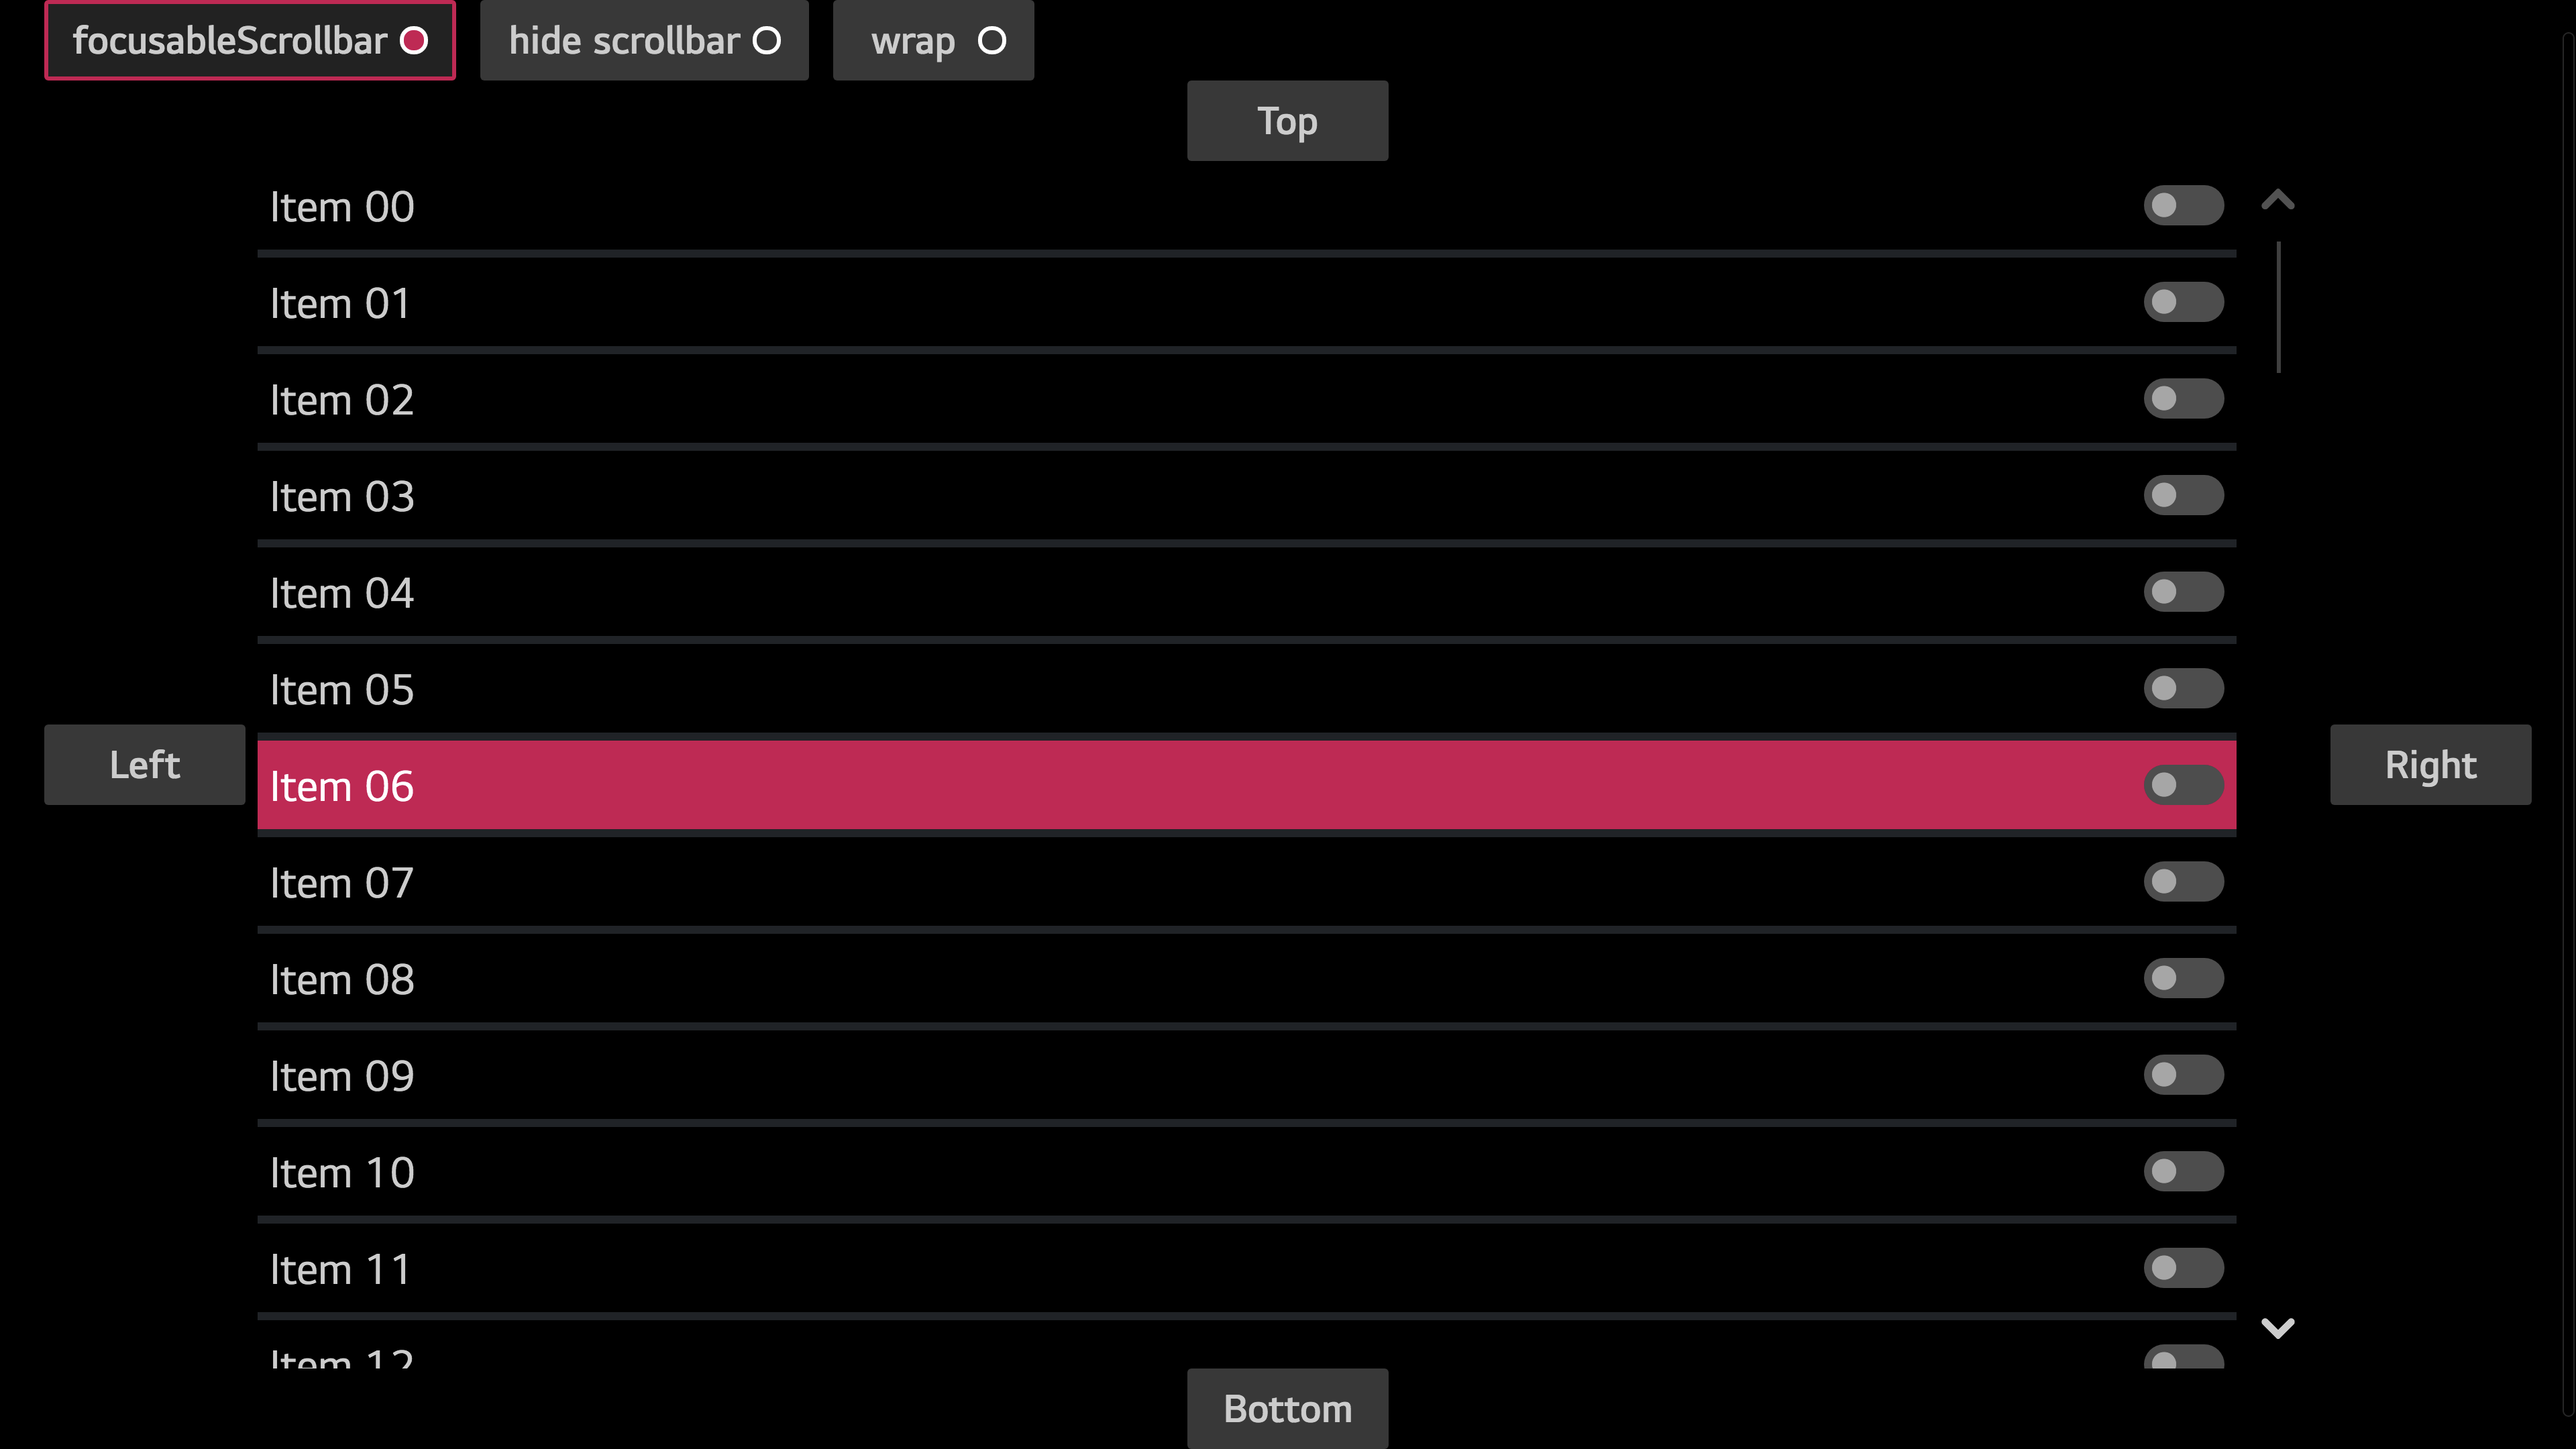 focusableScrollbar hide scrollbar wrap
Top
Item 00
Item 01
Item 02
Item 03
Item 04
Item 05
Left
Item 06
Right
Item 07
Item 08
Item 09
Item 10
Item 11
Item 12
Bottom